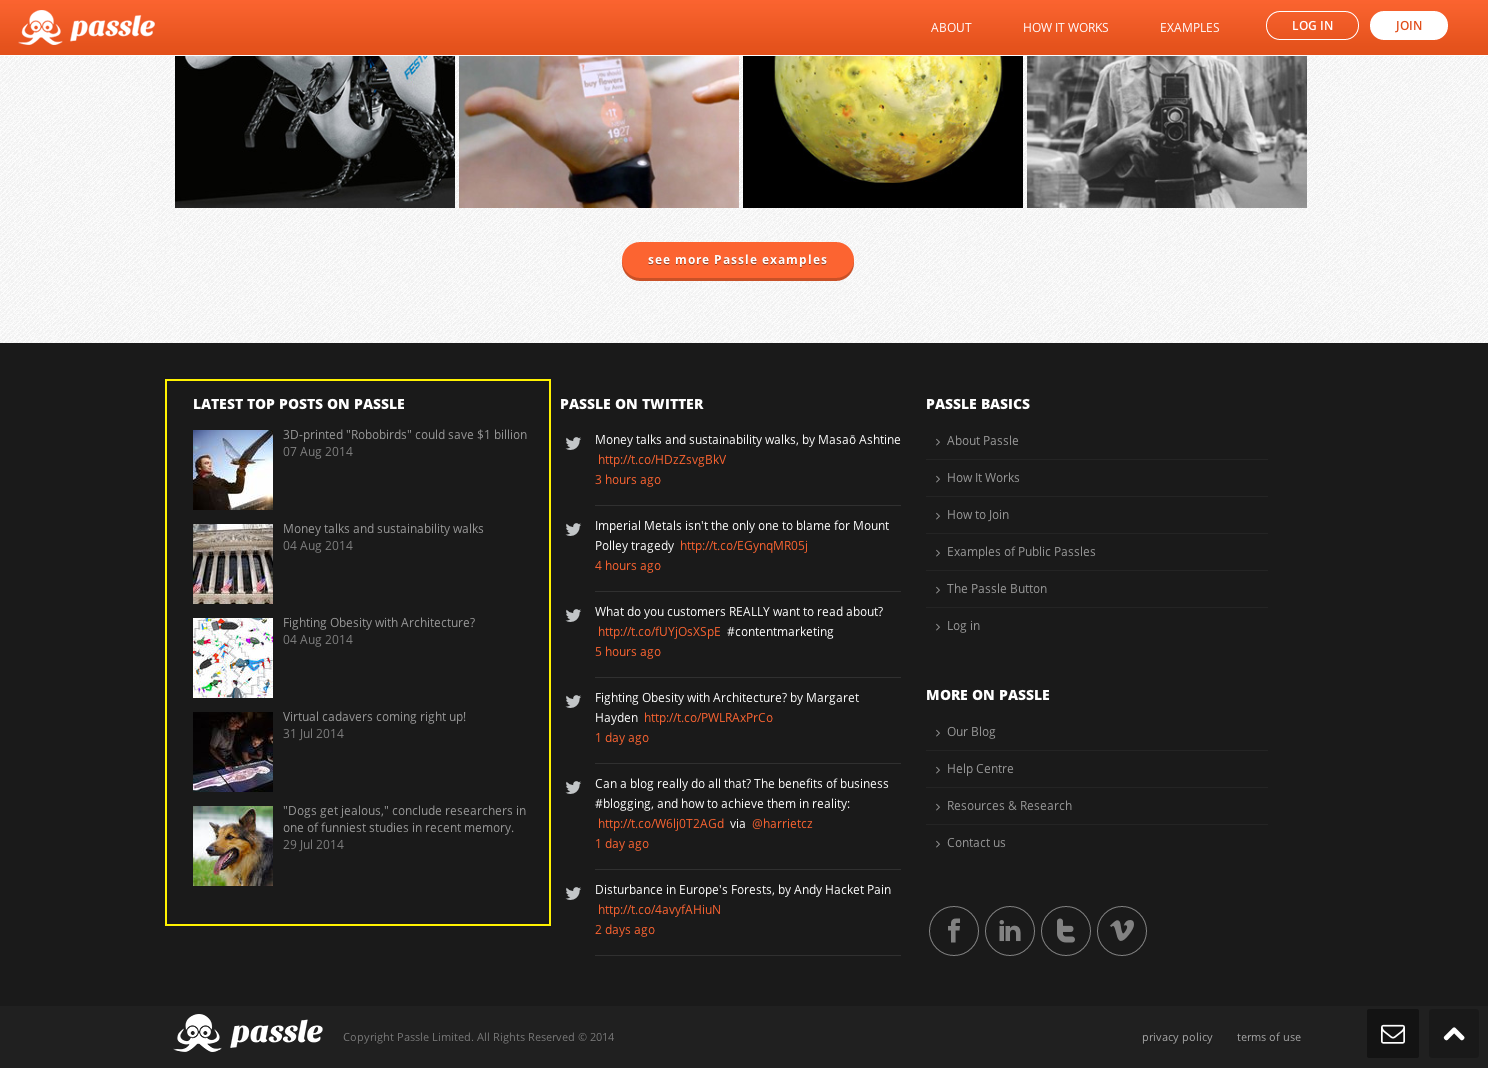 passle
ABOUT
HOW IT WORKS
EXAMPLES
LOG IN
JOIN
buy flowers
1927
see more Passle examples
LATEST TOP POSTS ON PASSLE
3D-printed "Robobirds" could save $1 billion
07 Aug 2014
Money talks and sustainability walks
04 Aug 2014
Fighting Obesity with Architecture?
04 Aug 2014
Virtual cadavers coming right up!
31 Jul 2014
"Dogs get jealous," conclude researchers in
one of funniest studies in recent memory.
29 Jul 2014
PASSLE ON TWITTER
Money talks and sustainability walks, by Masaō Ashtine
http://t.co/HDzZsvgBkV
3 hours ago
Imperial Metals isn't the only one to blame for Mount
Polley tragedy http://t.co/EGynqMR05j
4 hours ago
What do you customers REALLY want to read about?
http://t.co/fUYjOsXSpE #contentmarketing
5 hours ago
Fighting Obesity with Architecture? by Margaret
Hayden http://t.co/PWLRAxPrCo
1 day ago
Can a blog really do all that? The benefits of business
#blogging, and how to achieve them in reality:
http://t.co/W6lj0T2AGd via @harrietcz
1 day ago
Disturbance in Europe's Forests, by Andy Hacket Pain
http://t.co/4avyfAHiuN
2 days ago
PASSLE BASICS
About Passle
How It Works
How to Join
Examples of Public Passles
The Passle Button
Log in
MORE ON PASSLE
Our Blog
Help Centre
Resources & Research
Contact us
passle
Copyright Passle Limited. All Rights Reserved © 2014
privacy policy
terms of use